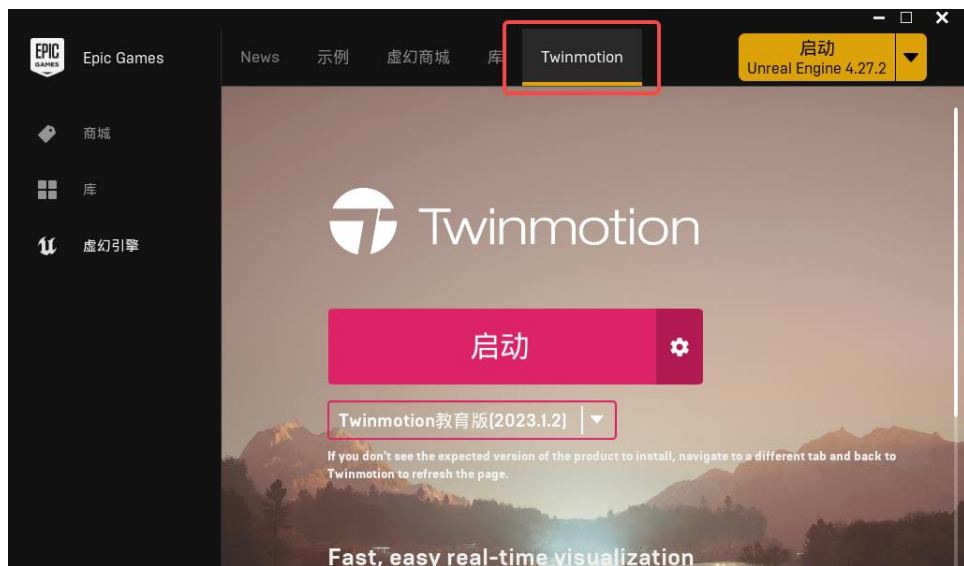 EPIC
GAMES
Epic Games
News
示例
虚幻商城
库
Twinmotion
启动
Unreal Engine 4.27.2
商城
库
虚幻引擎
Twinmotion
启动
Twinmotion教育版(2023.1.2)
If you don't see the expected version of the product to install, navigate to a different tab and back to
Twinmotion to refresh the page.
Fast, easy real-time visualization